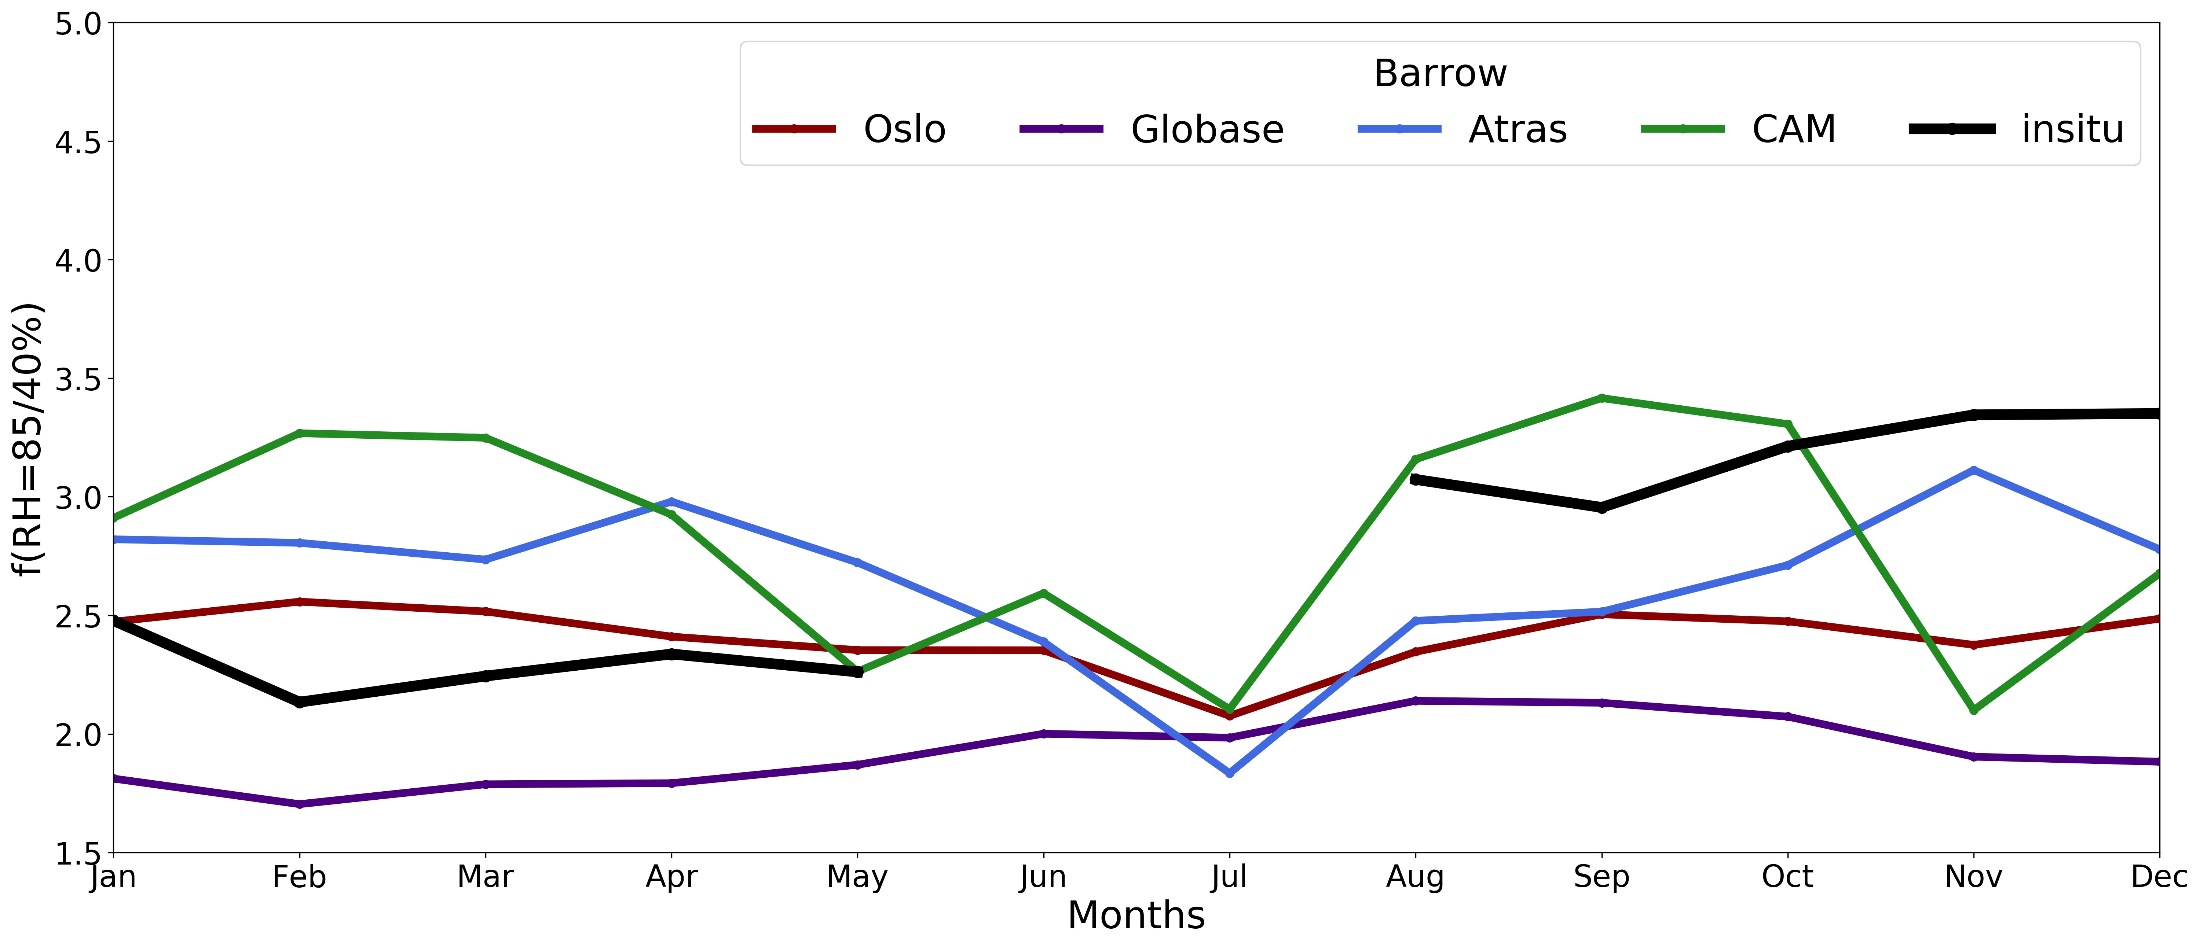 5.0
4.5
4.0
3.5
3.0
2.5
2.0
1.5
f(RH=85/40%)
Barrow
Oslo Globase Atras CAM insitu
Jan Feb Mar Apr May Jun Jul Aug Sep Oct Nov Dec
Months